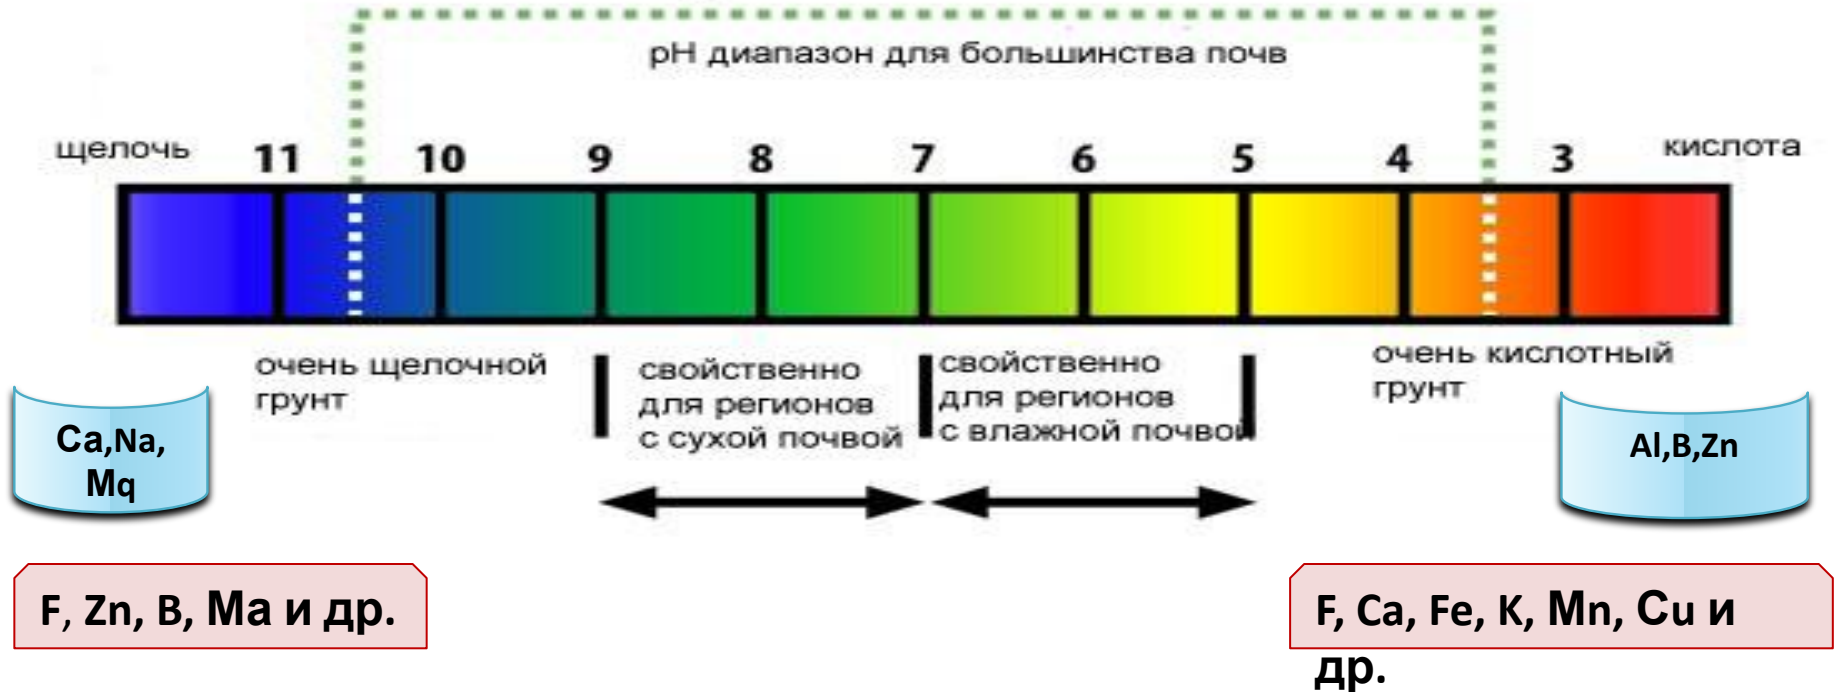 рН диапазон для большинства почв
щелочь 11 10 9 8 7 6 5 4 3 кислота
очень щелочной
грунт
свойственно
для регионов
с сухой почвой
свойственно
для регионов
с влажной почвой
очень кислотный
грунт
Ca,Na,
Mq
Al,B,Zn
F, Zn, B, Ma и др.
F, Ca, Fe, K, Mn, Cu и
др.